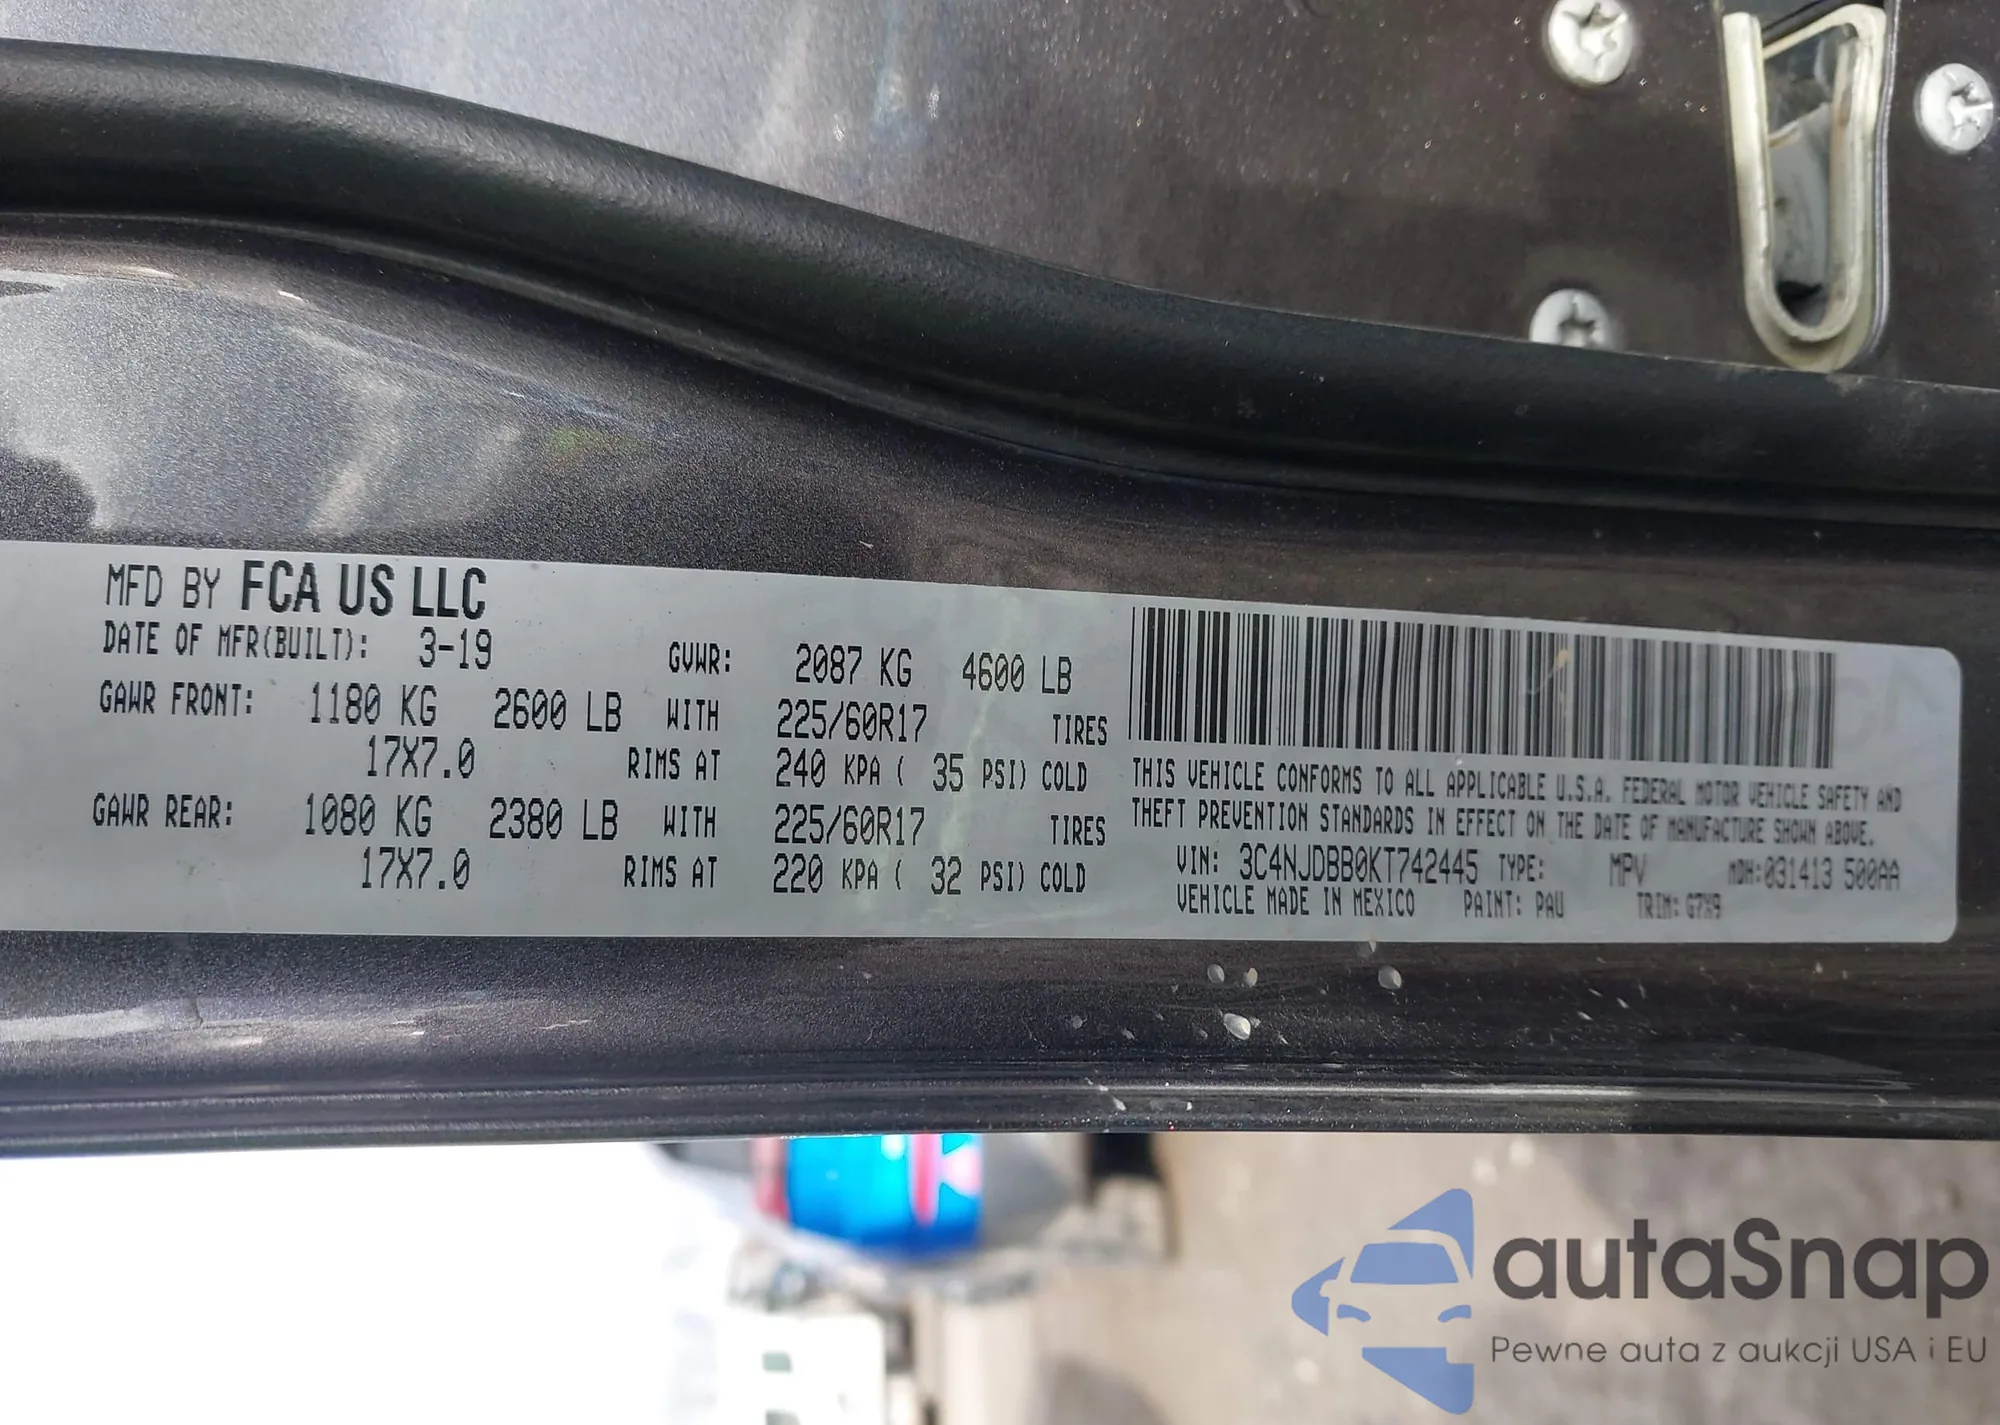 MFD BY FCA US LLC
DATE OF MFR(BUILT): 3-19 GVWR: 2087 KG 4600 LB
GAWR FRONT: 1180 KG 2600 LB WITH 225/60R17 TIRES
17X7.0 RIMS AT 240 KPA ( 35 PSI) COLD
GAWR REAR: 1080 KG 2380 LB WITH 225/60R17 TIRES
17X7.0 RIMS AT 220 KPA ( 32 PSI) COLD
THIS VEHICLE CONFORMS TO ALL APPLICABLE U.S.A. FEDERAL MOTOR VEHICLE SAFETY AND
THEFT PREVENTION STANDARDS IN EFFECT ON THE DATE OF MANUFACTURE SHOWN ABOVE.
VIN: 3C4NJDBB0KT742445 TYPE: MPV MDH:031413 500AA
VEHICLE MADE IN MEXICO PAINT: PAU TRIM: G7X9
autaSnap
Pewne auta z aukcji USA i EU